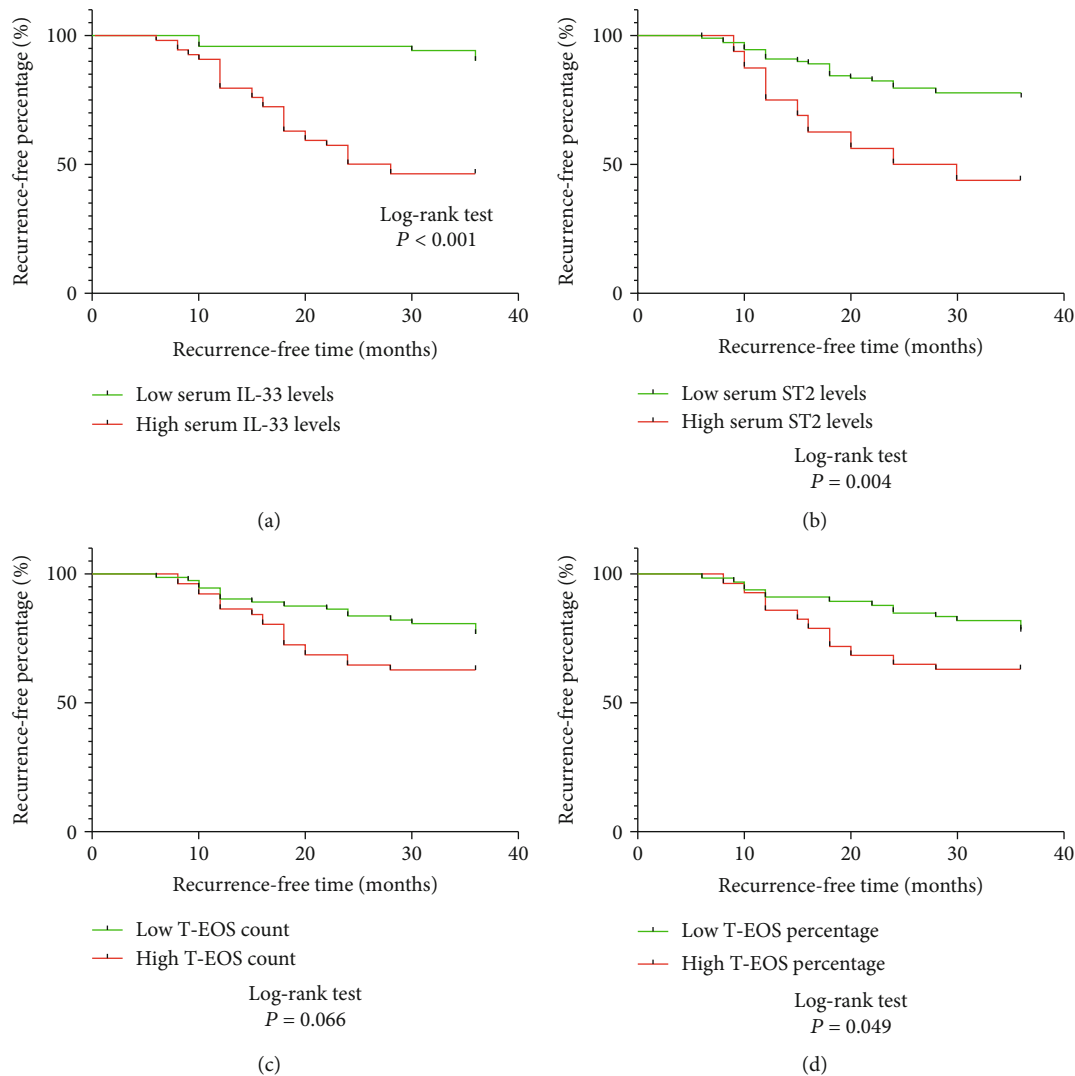 Recurrence-free percentage (%)
100
50
0
0 10 20 30 40
Recurrence-free time (months)
Log-rank test
P < 0.001
Low serum IL-33 levels
High serum IL-33 levels
(a)
Recurrence-free percentage (%)
100
50
0
0 10 20 30 40
Recurrence-free time (months)
Low serum ST2 levels
High serum ST2 levels
Log-rank test
P = 0.004
(b)
Recurrence-free percentage (%)
100
50
0
0 10 20 30 40
Recurrence-free time (months)
Low T-EOS count
High T-EOS count
Log-rank test
P = 0.066
(c)
Recurrence-free percentage (%)
100
50
0
0 10 20 30 40
Recurrence-free time (months)
Low T-EOS percentage
High T-EOS percentage
Log-rank test
P = 0.049
(d)